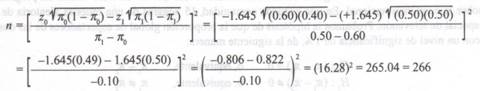 n = [ (z₀√(π₀(1−π₀)) − z₁√(π₁(1−π₁))) / (π₁ − π₀) ]² = [ (−1.645 √((0.60)(0.40)) − (+1.645) √((0.50)(0.50))) / (0.50 − 0.60) ]²
= [ (−1.645(0.49) − 1.645(0.50)) / (−0.10) ]² = ( (−0.806 − 0.822) / (−0.10) )² = (16.28)² = 265.04 = 266